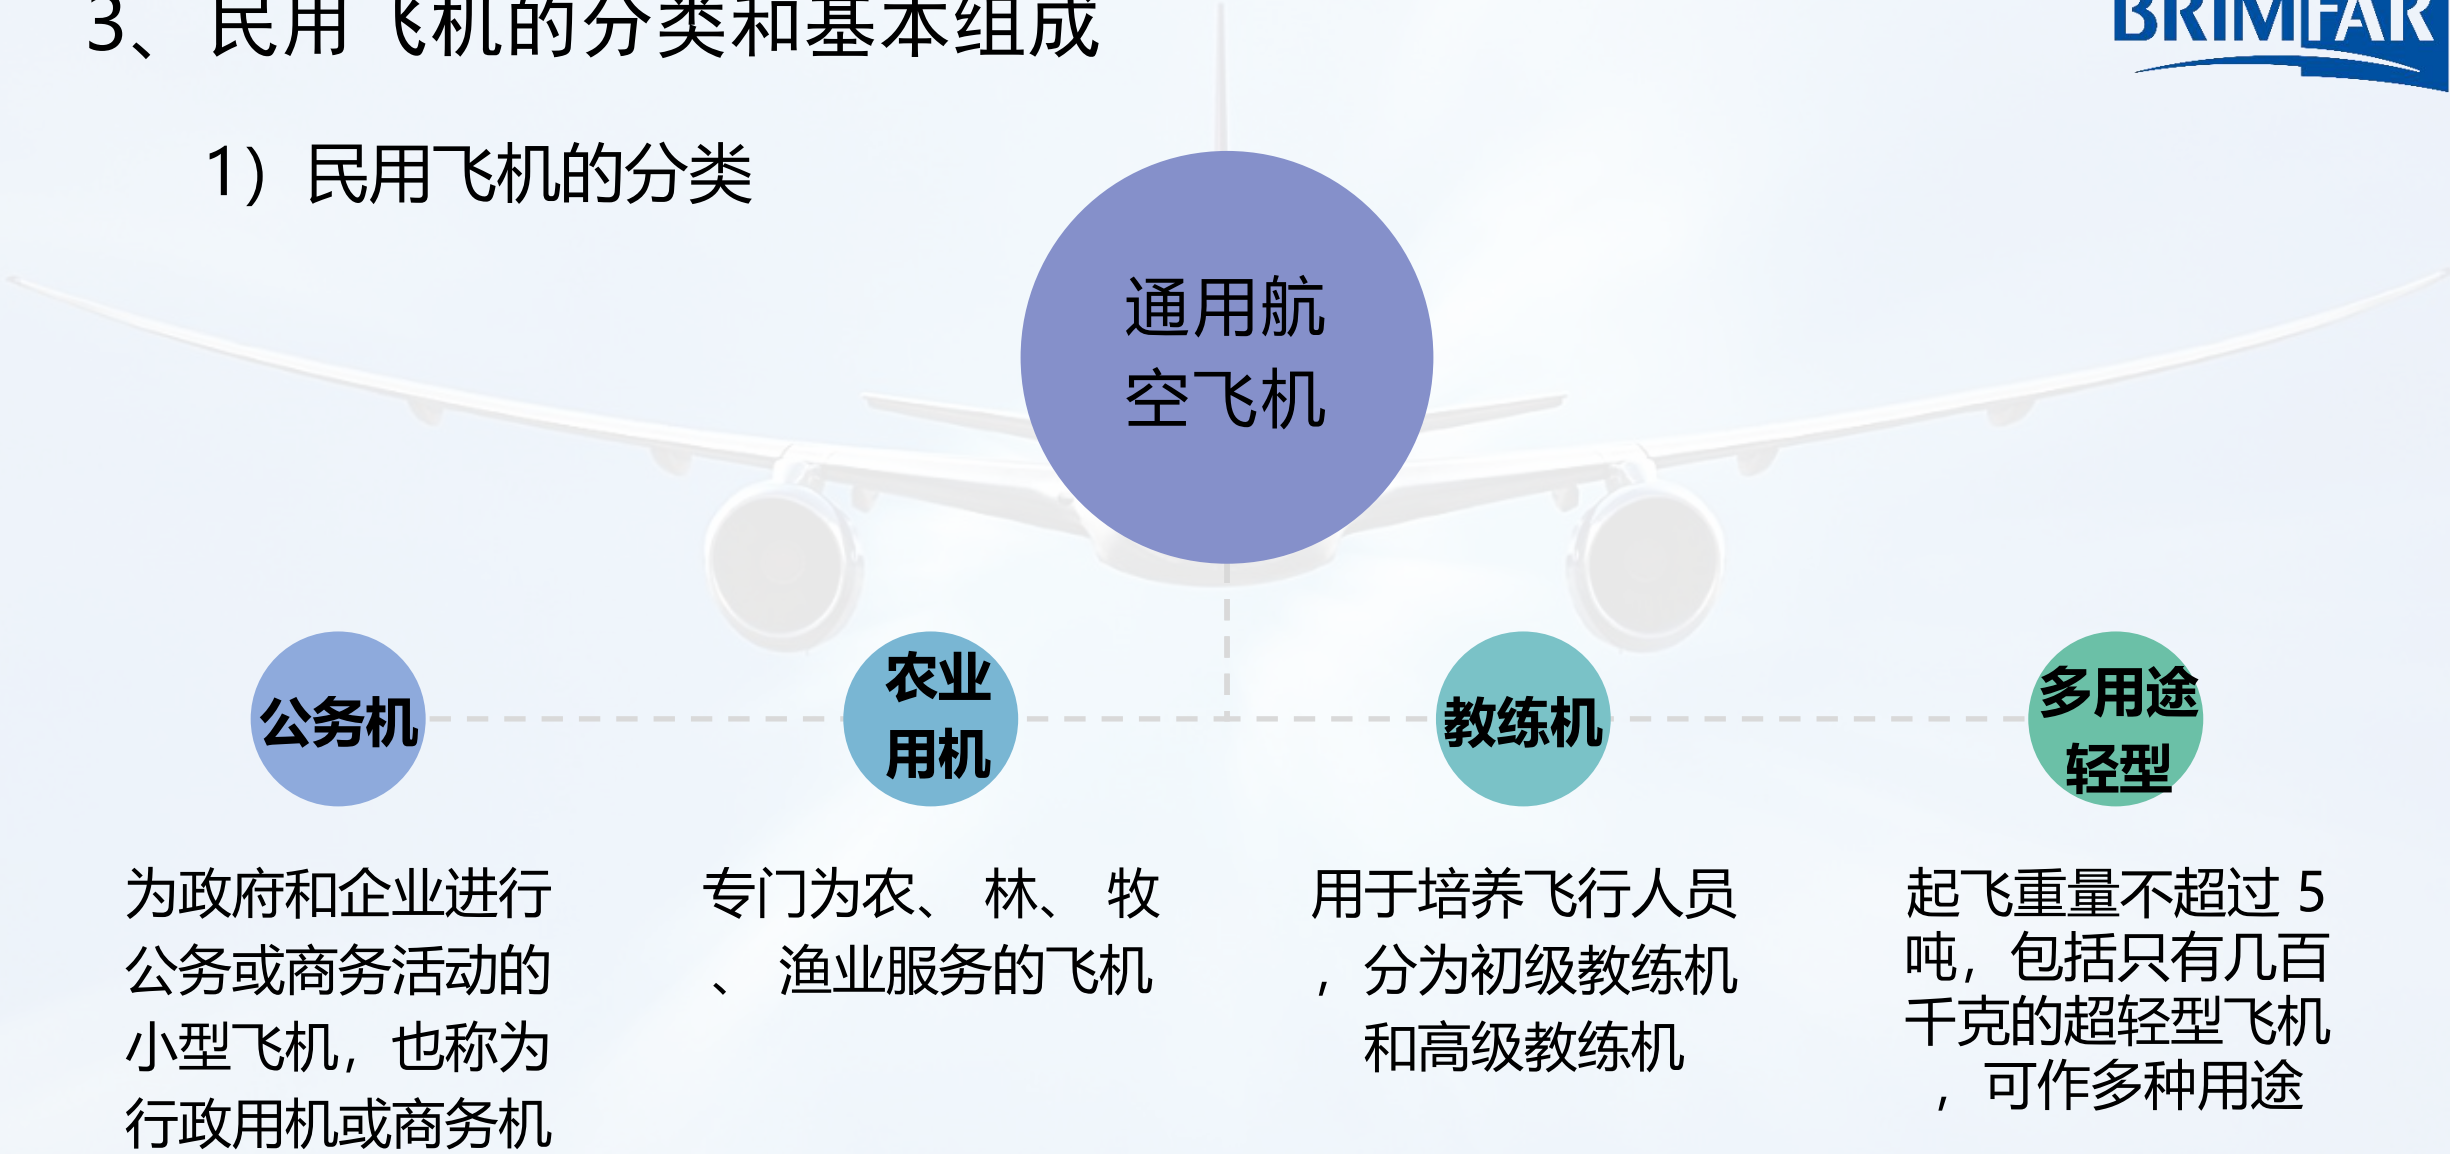 3、民用飞机的分类和基本组成
BRIMFAR
1）民用飞机的分类
通用航
空飞机
公务机
农业
用机
教练机
多用途
轻型
为政府和企业进行
公务或商务活动的
小型飞机，也称为
行政用机或商务机
专门为农、 林、 牧
、 渔业服务的飞机
用于培养飞行人员
，分为初级教练机
和高级教练机
起飞重量不超过 5
吨，包括只有几百
千克的超轻型飞机
，可作多种用途